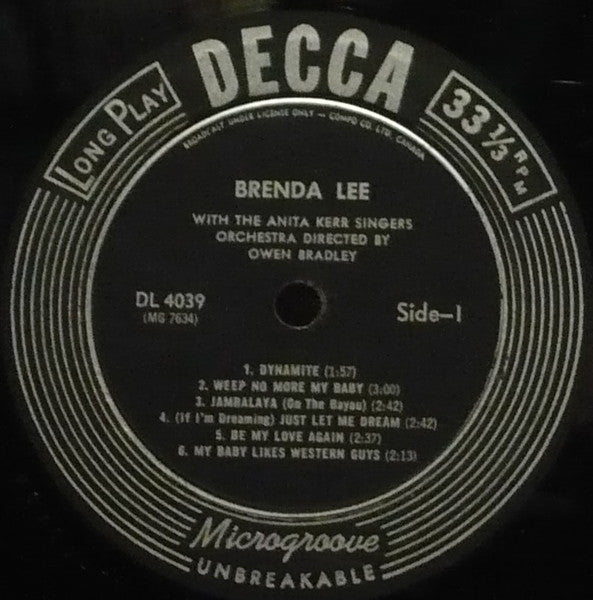 DECCA
LONG PLAY
33 1/3 RPM
BROADCAST UNDER LICENSE ONLY — COMPO CO. LTD. CANADA
BRENDA LEE
WITH THE ANITA KERR SINGERS
ORCHESTRA DIRECTED BY
OWEN BRADLEY
DL 4039
(MG 7634)
Side—1
1. DYNAMITE (1:57)
2. WEEP NO MORE MY BABY (3:00)
3. JAMBALAYA (On The Bayou) (2:42)
4. (If I'm Dreaming) JUST LET ME DREAM (2:42)
5. BE MY LOVE AGAIN (2:37)
6. MY BABY LIKES WESTERN GUYS (2:13)
Microgroove
UNBREAKABLE